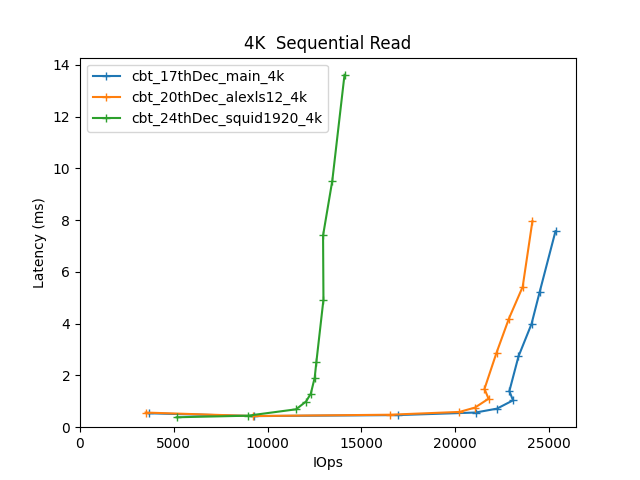 4K  Sequential Read
14
12
10
8
6
4
2
0
Latency (ms)
cbt_17thDec_main_4k
cbt_20thDec_alexls12_4k
cbt_24thDec_squid1920_4k
0
5000
10000
15000
20000
25000
IOps